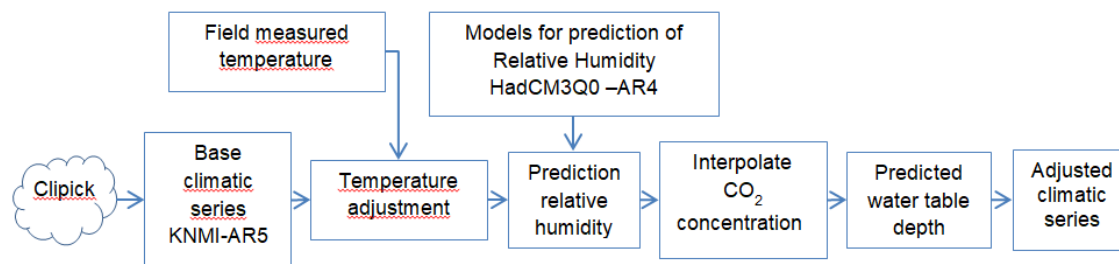 Field measured
temperature
Models for prediction of
Relative Humidity
HadCM3Q0 –AR4
Clipick
Base
climatic
series
KNMI-AR5
Temperature
adjustment
Prediction
relative
humidity
Interpolate
CO₂
concentration
Predicted
water table
depth
Adjusted
climatic
series